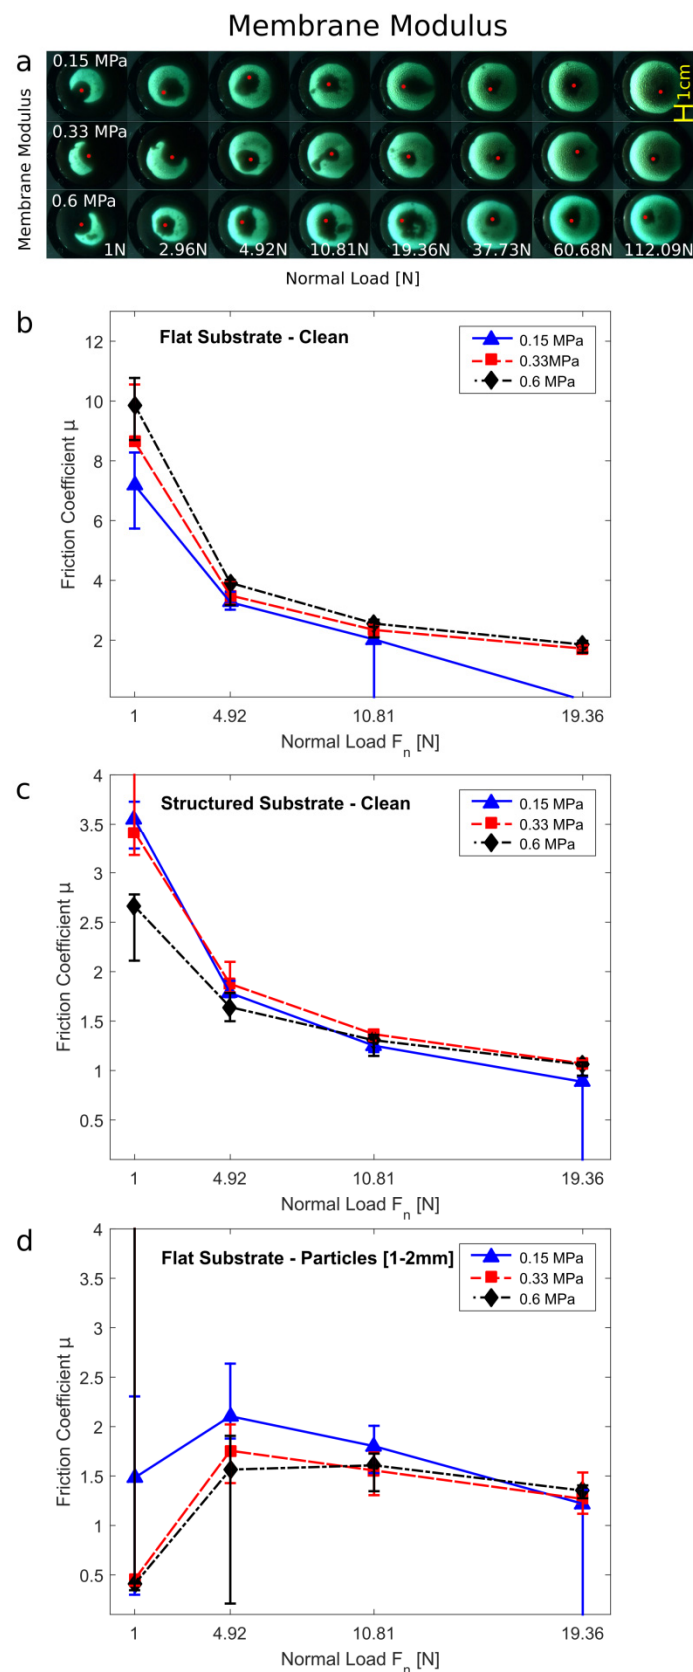 Membrane Modulus
a
0.15 MPa
0.33 MPa
0.6 MPa
Membrane Modulus
1cm
1N 2.96N 4.92N 10.81N 19.36N 37.73N 60.68N 112.09N
Normal Load [N]
b
Flat Substrate - Clean
0.15 MPa
0.33MPa
0.6 MPa
Friction Coefficient μ
12
10
8
6
4
2
1 4.92 10.81 19.36
Normal Load F_n [N]
c
Structured Substrate - Clean
0.15 MPa
0.33 MPa
0.6 MPa
Friction Coefficient μ
4
3.5
3
2.5
2
1.5
1
0.5
1 4.92 10.81 19.36
Normal Load F_n [N]
d
Flat Substrate - Particles [1-2mm]
0.15 MPa
0.33 MPa
0.6 MPa
Friction Coefficient μ
4
3.5
3
2.5
2
1.5
1
0.5
1 4.92 10.81 19.36
Normal Load F_n [N]